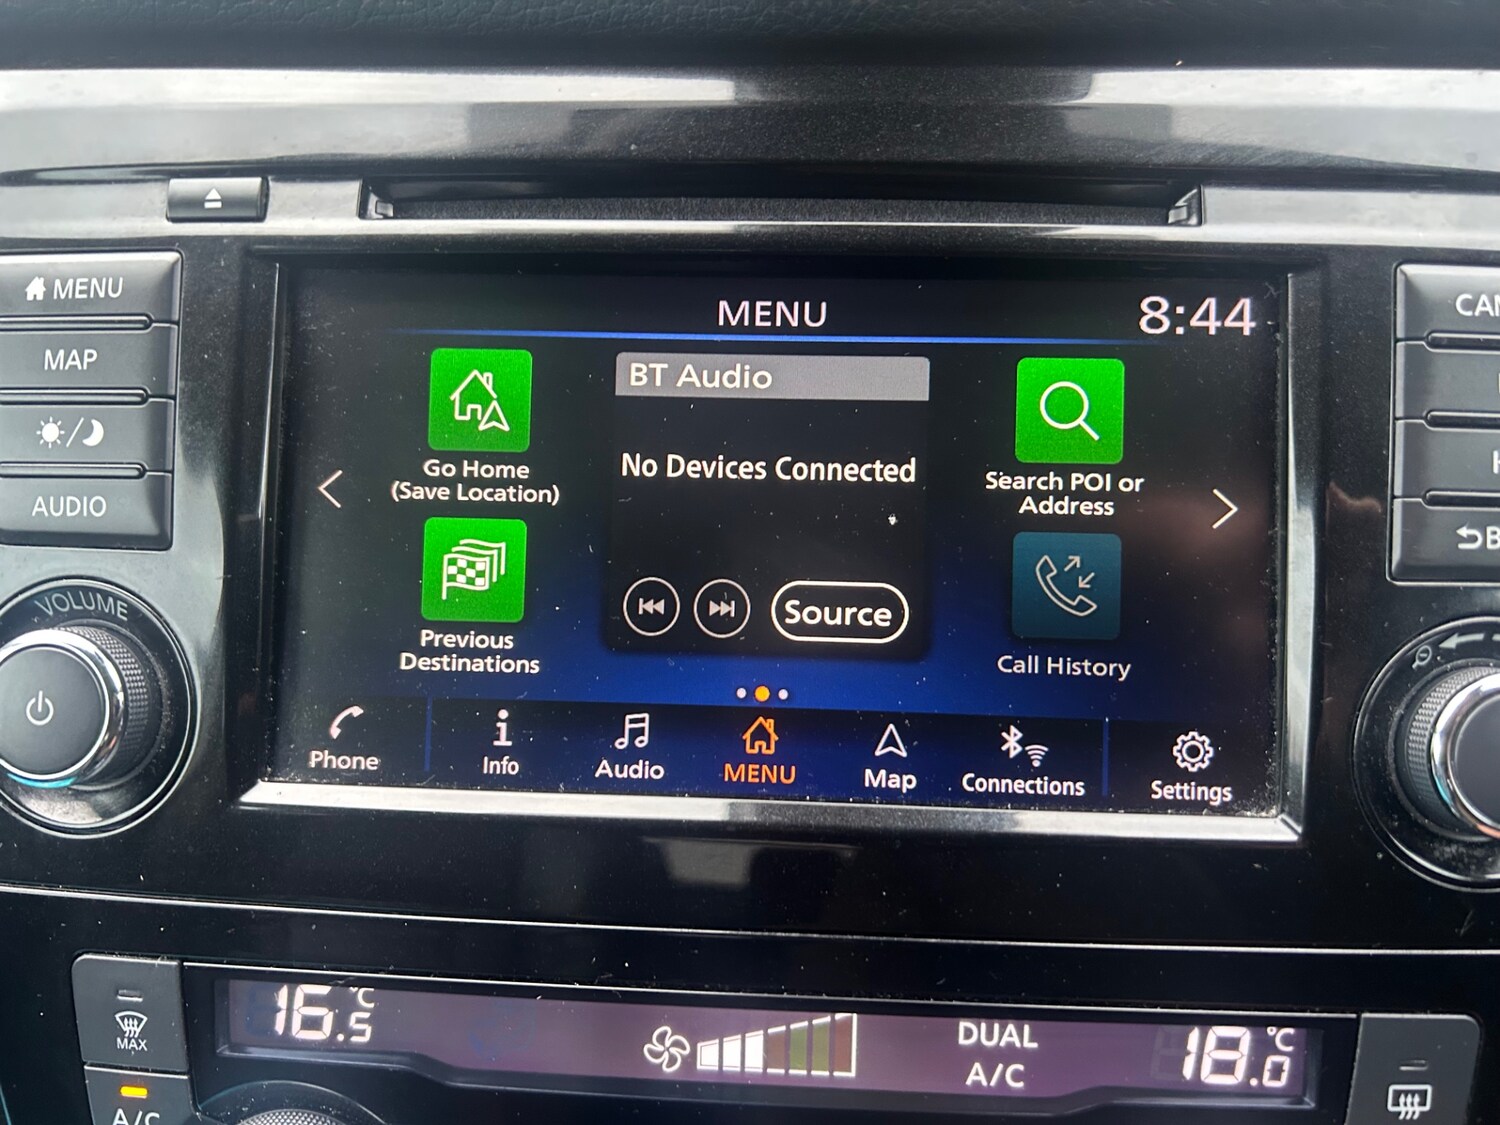 MENU
MAP
AUDIO
VOLUME
MENU
8:44
Go Home
(Save Location)
Previous
Destinations
BT Audio
No Devices Connected
Source
Search POI or
Address
Call History
Phone
Info
Audio
MENU
Map
Connections
Settings
MAX
A/C
16.5°C
DUAL
A/C
18.0°C